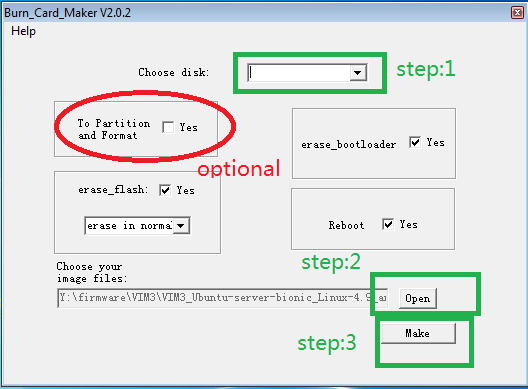 Burn_Card_Maker V2.0.2
Help
Choose disk:
step:1
To Partition
and Format
Yes
optional
erase_bootloader
Yes
erase_flash:
Yes
erase in normal
Reboot
Yes
step:2
Choose your
image files:
Y:\firmware\VIM3\VIM3_Ubuntu-server-bionic_Linux-4.9_a
Open
step:3
Make